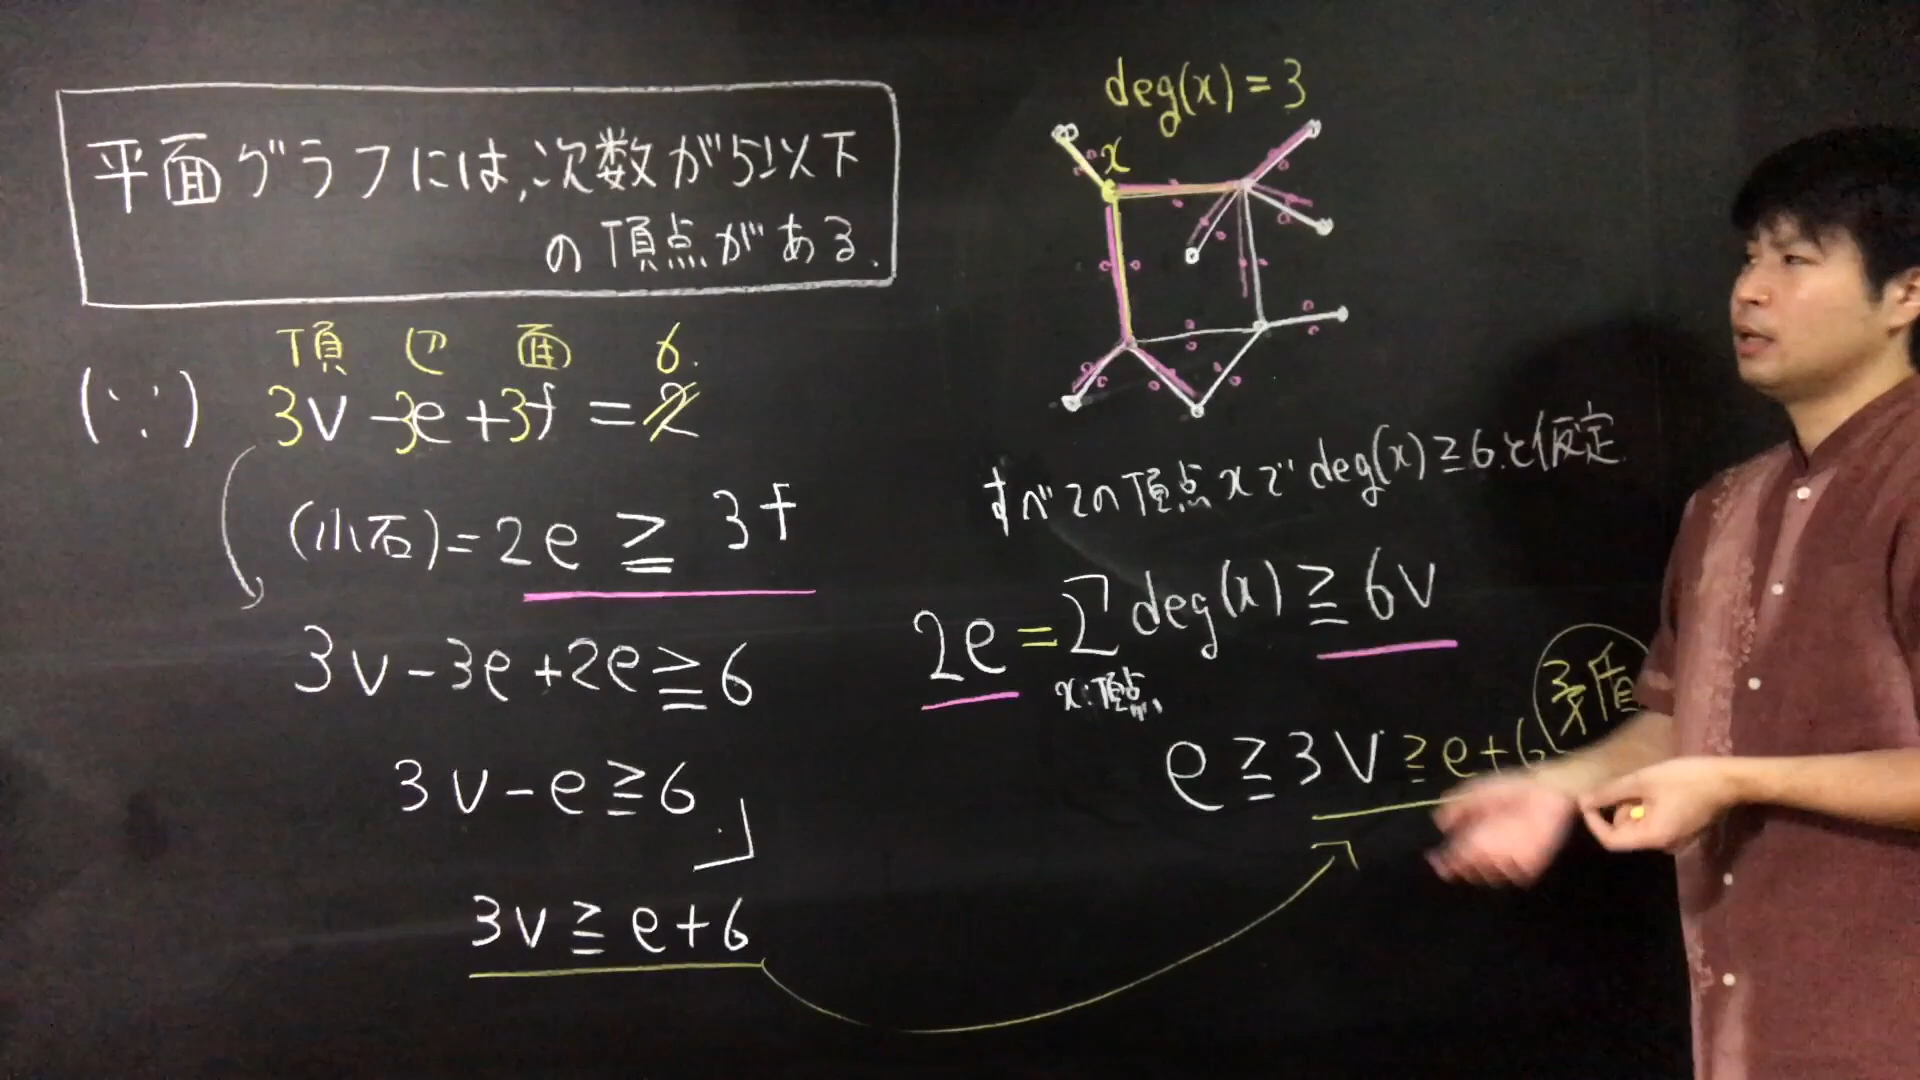 平面グラフには,次数が5以下
の頂点がある.
頂 辺 面 6.
(∵) 3v-3e+3f=2
(小石)=2e≧3f
3v-3e+2e≧6
3v-e≧6
3v≧e+6
deg(x)=3
x
すべての頂点xでdeg(x)≧6.と仮定.
2e=∑deg(x)≧6v
x:頂点
矛盾
e≧3v≧e+6